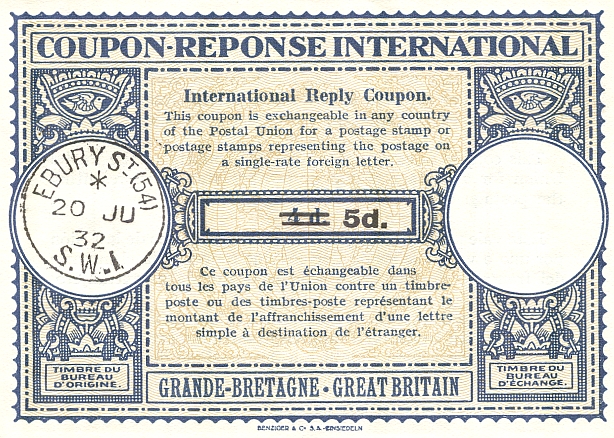 COUPON-REPONSE INTERNATIONAL
International Reply Coupon.
This coupon is exchangeable in any country
of the Postal Union for a postage stamp or
postage stamps representing the postage on
a single-rate foreign letter.
EBURY ST (54)
*
20 JU
32
S.W.1
4d. 5d.
Ce coupon est échangeable dans
tous les pays de l'Union contre un timbre-
poste ou des timbres-poste représentant le
montant de l'affranchissement d'une lettre
simple à destination de l'étranger.
TIMBRE DU
BUREAU
D'ORIGINE.
GRANDE-BRETAGNE • GREAT BRITAIN
TIMBRE DU
BUREAU
D'ÉCHANGE.
BENZIGER & Co S.A. -EINSIEDELN